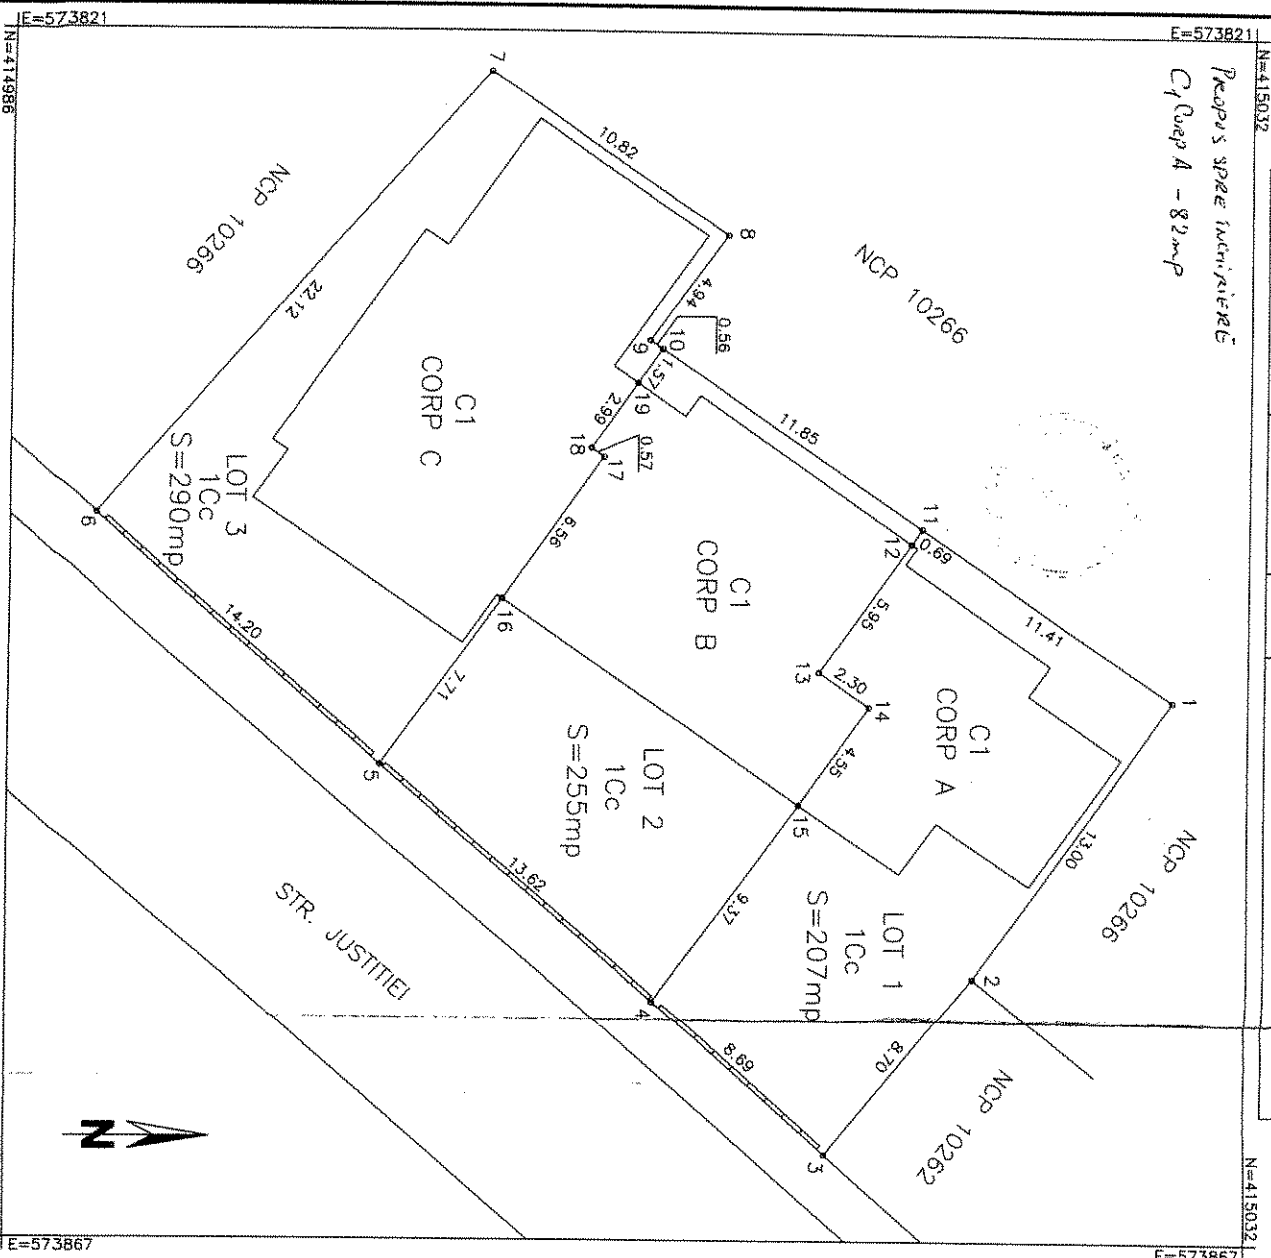 E=573821
N=414986
E=573821
N=415032
PROPUS SPRE INCHIRIERE
C1 Corp A - 82mp
NCP 10266
NCP 10266
NCP 10266
NCP 10262
7
10.82
8
4.94
9
10
0.56
1.57
19
2.99
18
0.57
17
6.56
16
7.71
5
11.85
11
0.69
12
5.95
13
2.30
14
4.55
15
9.37
4
11.41
1
13.00
2
8.70
3
8.69
13.62
14.20
6
22.12
C1
CORP C
C1
CORP B
C1
CORP A
LOT 3
1Cc
S=290mp
LOT 2
1Cc
S=255mp
LOT 1
1Cc
S=207mp
STR. JUSTITIEI
N
E=573867
N=415032
E=573867